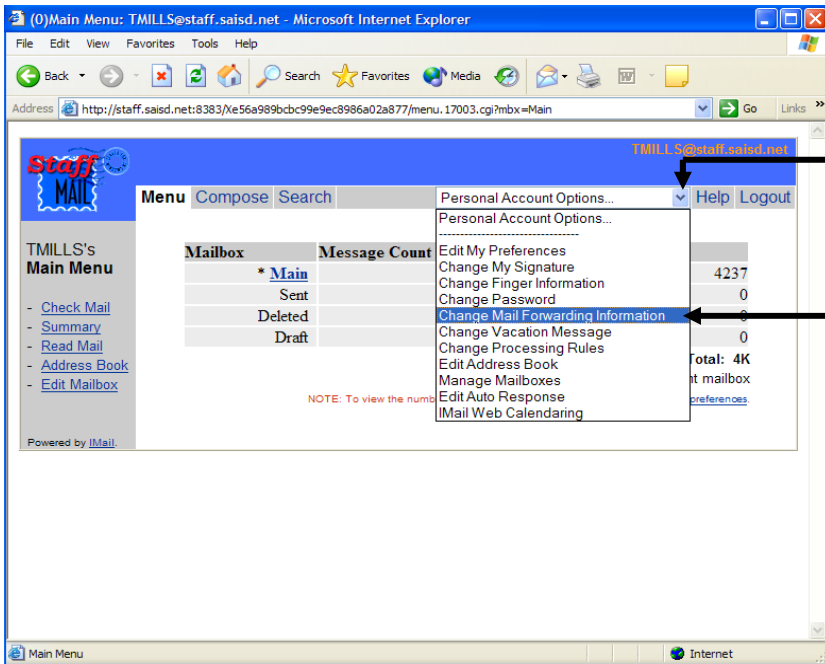 (0)Main Menu: TMILLS@staff.saisd.net - Microsoft Internet Explorer
File Edit View Favorites Tools Help
Back Search Favorites Media
Address http://staff.saisd.net:8383/Xe56a989bcbc99e9ec8986a02a877/menu.17003.cgi?mbx=Main Go Links »
TMILLS@staff.saisd.net
Staff
MAIL
Menu Compose Search Personal Account Options... Help Logout
Personal Account Options...
---------------------------------
Edit My Preferences
Change My Signature
Change Finger Information
Change Password
Change Mail Forwarding Information
Change Vacation Message
Change Processing Rules
Edit Address Book
Manage Mailboxes
Edit Auto Response
IMail Web Calendaring
TMILLS's
Main Menu
- Check Mail
- Summary
- Read Mail
- Address Book
- Edit Mailbox
Powered by IMail.
Mailbox Message Count
* Main 4237
Sent 0
Deleted 0
Draft 0
Total: 4K
mailbox
NOTE: To view the numb preferences.
Main Menu Internet